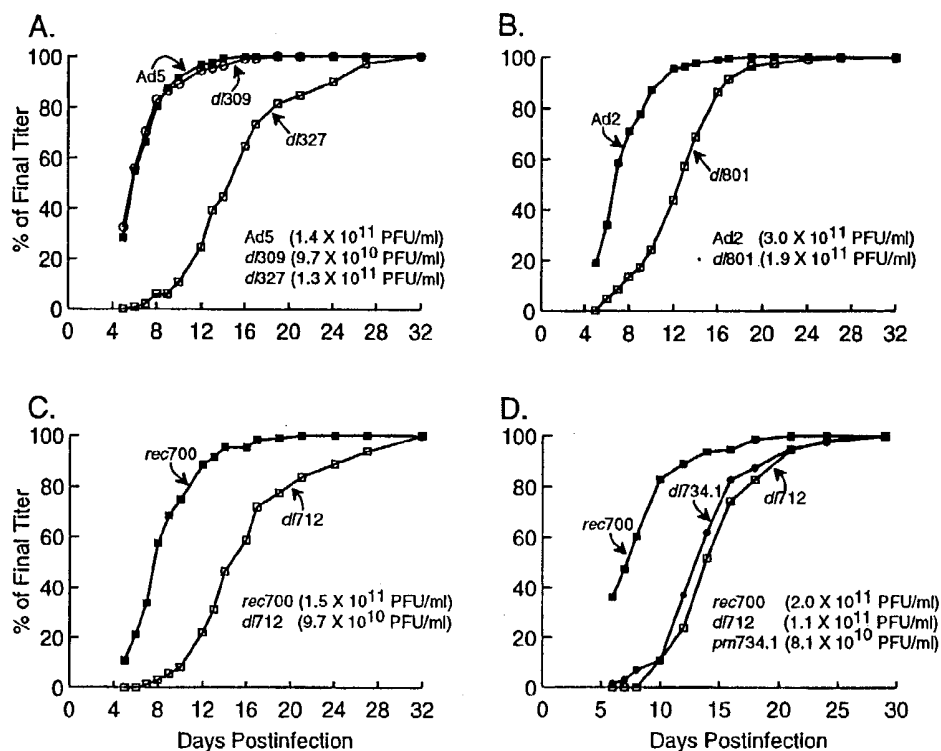 A.
% of Final Titer
100
80
60
40
20
0
Ad5
dl309
dl327
Ad5 (1.4 X 10^11 PFU/ml)
dl309 (9.7 X 10^10 PFU/ml)
dl327 (1.3 X 10^11 PFU/ml)
0 4 8 12 16 20 24 28 32
B.
100
80
60
40
20
0
Ad2
dl801
Ad2 (3.0 X 10^11 PFU/ml)
dl801 (1.9 X 10^11 PFU/ml)
0 4 8 12 16 20 24 28 32
C.
% of Final Titer
100
80
60
40
20
0
rec700
dl712
rec700 (1.5 X 10^11 PFU/ml)
dl712 (9.7 X 10^10 PFU/ml)
0 4 8 12 16 20 24 28 32
Days Postinfection
D.
100
80
60
40
20
0
dl734.1
dl712
rec700
rec700 (2.0 X 10^11 PFU/ml)
dl712 (1.1 X 10^11 PFU/ml)
pm734.1 (8.1 X 10^10 PFU/ml)
0 5 10 15 20 25 30
Days Postinfection